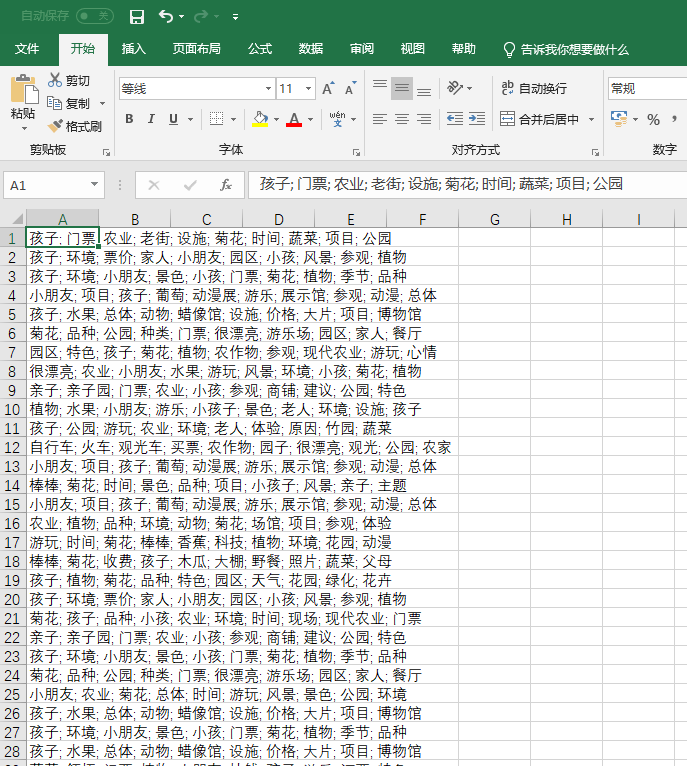 自动保存 关
文件 开始 插入 页面布局 公式 数据 审阅 视图 帮助 告诉我你想要做什么
粘贴 剪切 复制 格式刷
等线 11 A A
B I U A wén 文
ab 自动换行
合并后居中
常规
% ,
剪贴板 字体 对齐方式 数字
A1 fx 孩子; 门票; 农业; 老街; 设施; 菊花; 时间; 蔬菜; 项目; 公园
A B C D E F G H I
1 孩子; 门票; 农业; 老街; 设施; 菊花; 时间; 蔬菜; 项目; 公园
2 孩子; 环境; 票价; 家人; 小朋友; 园区; 小孩; 风景; 参观; 植物
3 孩子; 环境; 小朋友; 景色; 小孩; 门票; 菊花; 植物; 季节; 品种
4 小朋友; 项目; 孩子; 葡萄; 动漫展; 游乐; 展示馆; 参观; 动漫; 总体
5 孩子; 水果; 总体; 动物; 蜡像馆; 设施; 价格; 大片; 项目; 博物馆
6 菊花; 品种; 公园; 种类; 门票; 很漂亮; 游乐场; 园区; 家人; 餐厅
7 园区; 特色; 孩子; 菊花; 植物; 农作物; 参观; 现代农业; 游玩; 心情
8 很漂亮; 农业; 小朋友; 水果; 游玩; 风景; 环境; 小孩; 菊花; 植物
9 亲子; 亲子园; 门票; 农业; 小孩; 参观; 商铺; 建议; 公园; 特色
10 植物; 水果; 小朋友; 游乐; 小孩子; 景色; 老人; 环境; 设施; 孩子
11 孩子; 公园; 游玩; 农业; 环境; 老人; 体验; 原因; 竹园; 蔬菜
12 自行车; 火车; 观光车; 买票; 农作物; 园子; 很漂亮; 观光; 公园; 农家
13 小朋友; 项目; 孩子; 葡萄; 动漫展; 游乐; 展示馆; 参观; 动漫; 总体
14 棒棒; 菊花; 时间; 景色; 品种; 项目; 小孩子; 风景; 亲子; 主题
15 小朋友; 项目; 孩子; 葡萄; 动漫展; 游乐; 展示馆; 参观; 动漫; 总体
16 农业; 植物; 品种; 环境; 动物; 菊花; 场馆; 项目; 参观; 体验
17 游玩; 时间; 菊花; 棒棒; 香蕉; 科技; 植物; 环境; 花园; 动漫
18 棒棒; 菊花; 收费; 孩子; 木瓜; 大棚; 野餐; 照片; 蔬菜; 父母
19 孩子; 植物; 菊花; 品种; 特色; 园区; 天气; 花园; 绿化; 花卉
20 孩子; 环境; 票价; 家人; 小朋友; 园区; 小孩; 风景; 参观; 植物
21 菊花; 孩子; 品种; 小孩; 农业; 环境; 时间; 现场; 现代农业; 门票
22 亲子; 亲子园; 门票; 农业; 小孩; 参观; 商铺; 建议; 公园; 特色
23 孩子; 环境; 小朋友; 景色; 小孩; 门票; 菊花; 植物; 季节; 品种
24 菊花; 品种; 公园; 种类; 门票; 很漂亮; 游乐场; 园区; 家人; 餐厅
25 小朋友; 农业; 菊花; 总体; 时间; 游玩; 风景; 景色; 公园; 环境
26 孩子; 水果; 总体; 动物; 蜡像馆; 设施; 价格; 大片; 项目; 博物馆
27 孩子; 环境; 小朋友; 景色; 小孩; 门票; 菊花; 植物; 季节; 品种
28 孩子; 水果; 总体; 动物; 蜡像馆; 设施; 价格; 大片; 项目; 博物馆